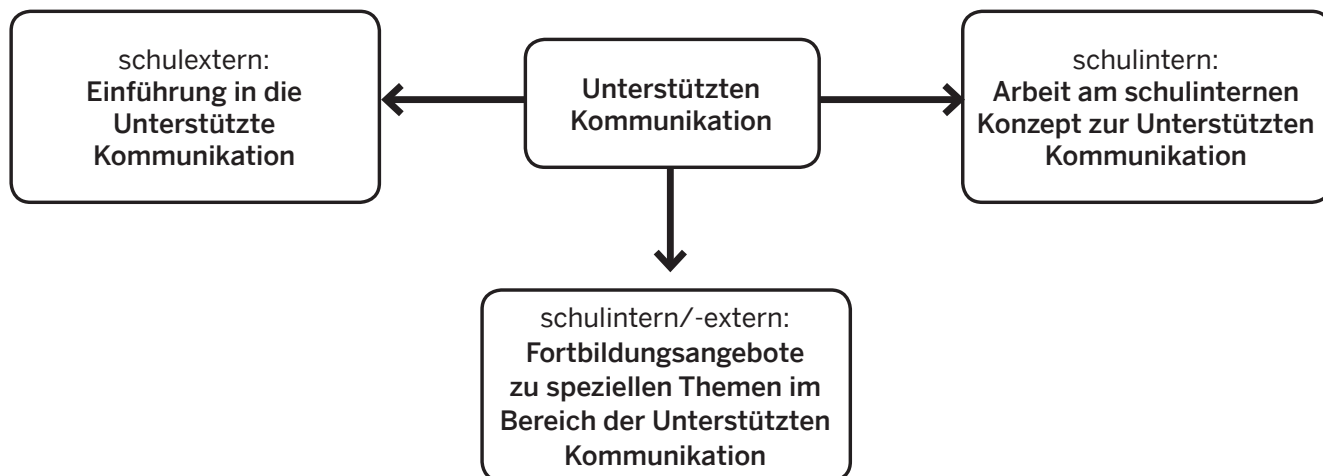 schulextern:
Einführung in die
Unterstützte
Kommunikation
Unterstützten
Kommunikation
schulintern:
Arbeit am schulinternen
Konzept zur Unterstützten
Kommunikation
schulintern/-extern:
Fortbildungsangebote
zu speziellen Themen im
Bereich der Unterstützten
Kommunikation